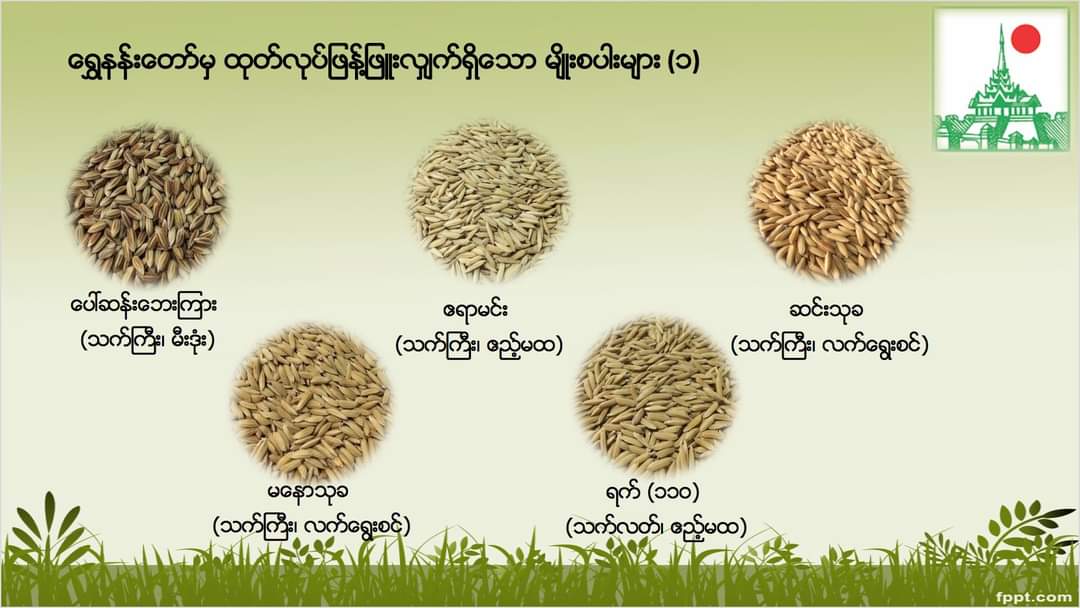 ရွှေနန်းတော်မှ ထုတ်လုပ်ဖြန့်ဖြူးလျှက်ရှိသော မျိုးစပါးများ (၁)
ပေါ်ဆန်းဘေးကြား
(သက်ကြီး၊ မီးဒုံး)
ဧရာမင်း
(သက်ကြီး၊ ဧည့်မထ)
ဆင်းသုခ
(သက်ကြီး၊ လက်ရွေးစင်)
မနောသုခ
(သက်ကြီး၊ လက်ရွေးစင်)
ရက် (၁၁၀)
(သက်လတ်၊ ဧည့်မထ)
fppt.com